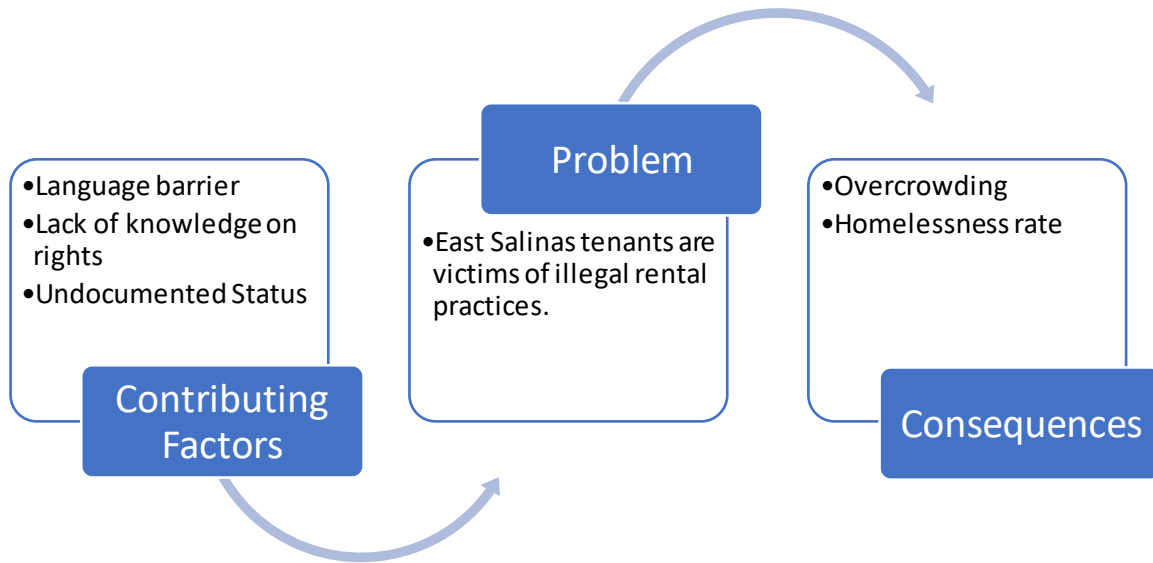 •Language barrier
•Lack of knowledge on
rights
•Undocumented Status
Contributing
Factors
Problem
•East Salinas tenants are
victims of illegal rental
practices.
•Overcrowding
•Homelessness rate
Consequences